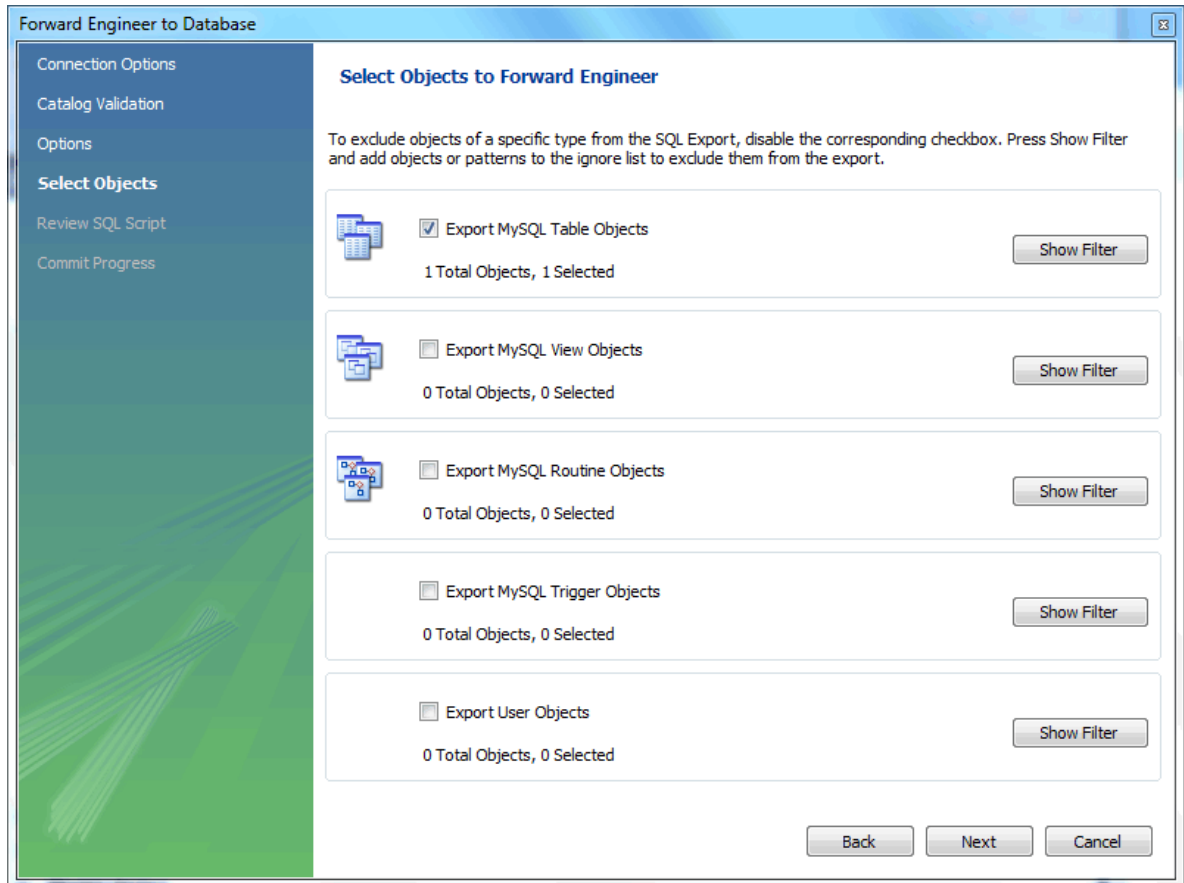 Forward Engineer to Database
Connection Options
Catalog Validation
Options
Select Objects
Review SQL Script
Commit Progress
Select Objects to Forward Engineer
To exclude objects of a specific type from the SQL Export, disable the corresponding checkbox. Press Show Filter
and add objects or patterns to the ignore list to exclude them from the export.
Export MySQL Table Objects
1 Total Objects, 1 Selected
Show Filter
Export MySQL View Objects
0 Total Objects, 0 Selected
Show Filter
Export MySQL Routine Objects
0 Total Objects, 0 Selected
Show Filter
Export MySQL Trigger Objects
0 Total Objects, 0 Selected
Show Filter
Export User Objects
0 Total Objects, 0 Selected
Show Filter
Back Next Cancel